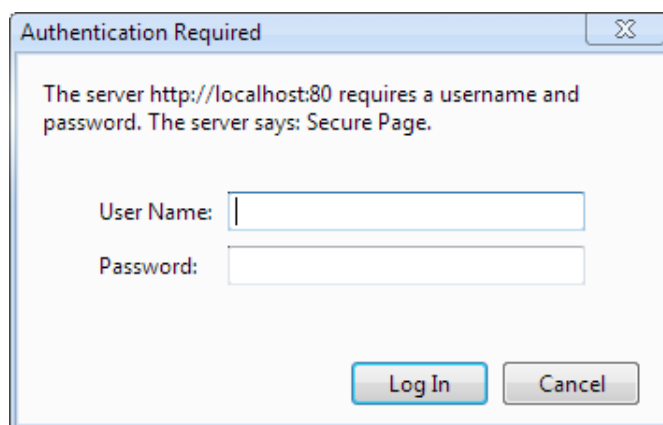 Authentication Required
The server http://localhost:80 requires a username and
password. The server says: Secure Page.
User Name:
Password:
Log In Cancel